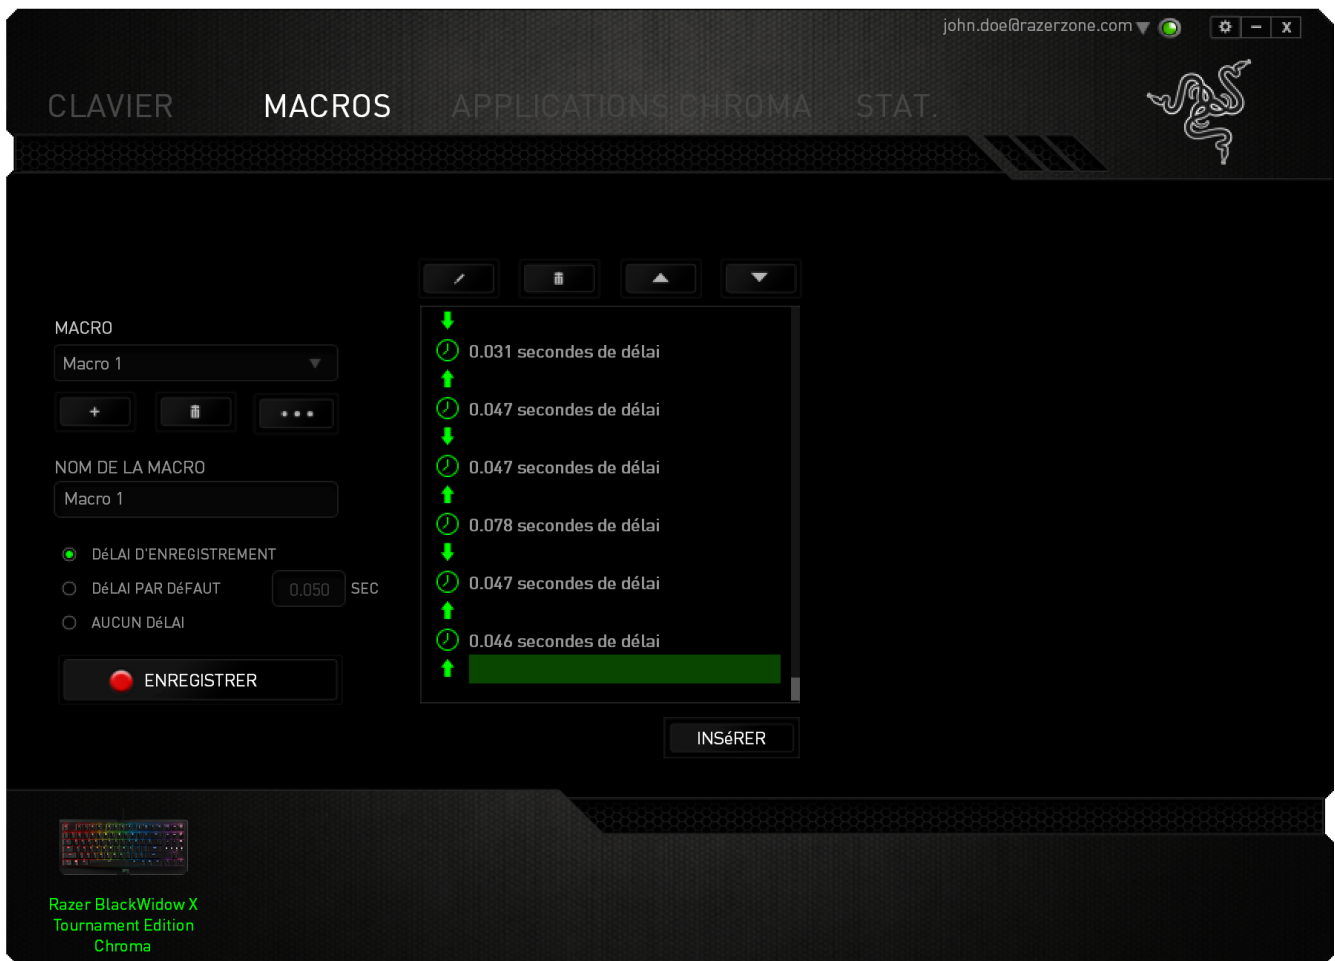 john.doe@razerzone.com
CLAVIER
MACROS
APPLICATIONS CHROMA
STAT
MACRO
Macro 1
NOM DE LA MACRO
Macro 1
DéLAI D'ENREGISTREMENT
DéLAI PAR DéFAUT
0.050
SEC
AUCUN DéLAI
ENREGISTRER
0.031 secondes de délai
0.047 secondes de délai
0.047 secondes de délai
0.078 secondes de délai
0.047 secondes de délai
0.046 secondes de délai
INSéRER
Razer BlackWidow X
Tournament Edition
Chroma